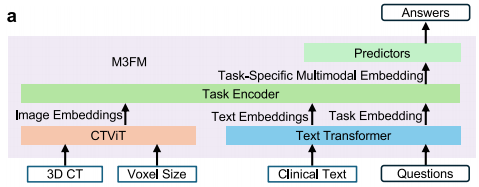 a
Answers
Predictors
M3FM
Task-Specific Multimodal Embedding
Task Encoder
Image Embeddings
Text Embeddings
Task Embedding
CTViT
Text Transformer
3D CT
Voxel Size
Clinical Text
Questions